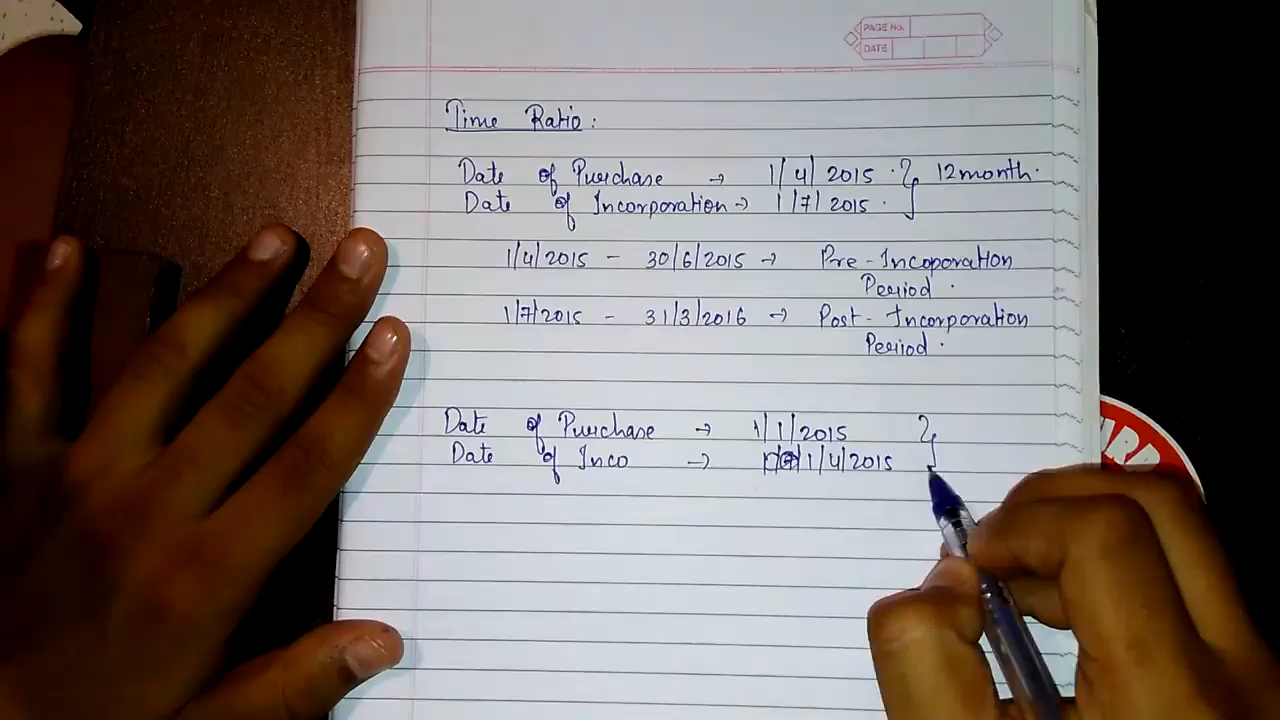 PAGE No.
DATE
Time Ratio :
Date of Purchase → 1/4/2015 . } 12 month.
Date of Incorporation → 1/7/2015 .
1/4/2015 - 30/6/2015 → Pre-Incoporation
Period .
1/7/2015 - 31/3/2016 → Post-Incorporation
Period .
Date of Purchase → 1/1/2015 }
Date of Inco → 1/4/2015